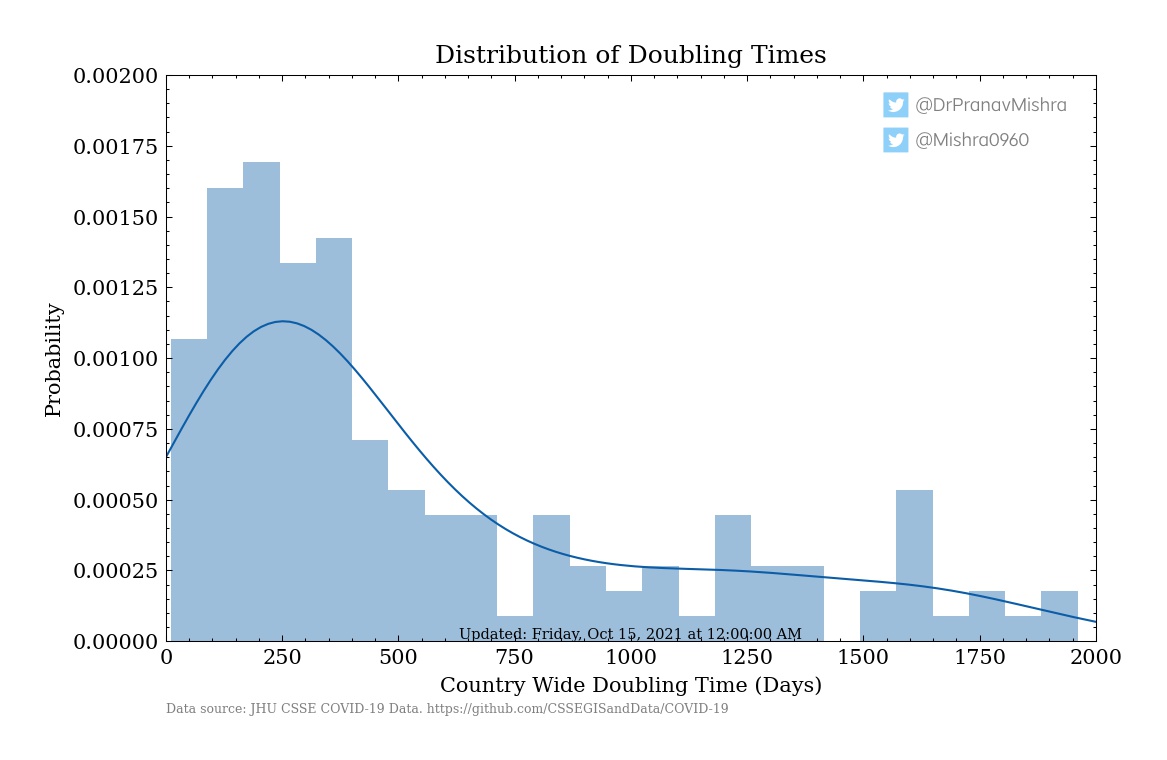 Distribution of Doubling Times
0.00200
@DrPranavMishra
@Mishra0960
0.00175
0.00150
0.00125
0.00100
0.00075
0.00050
0.00025
0.00000
Probability
Updated: Friday, Oct 15, 2021 at 12:00:00 AM
0 250 500 750 1000 1250 1500 1750 2000
Country Wide Doubling Time (Days)
Data source: JHU CSSE COVID-19 Data. https://github.com/CSSEGISandData/COVID-19